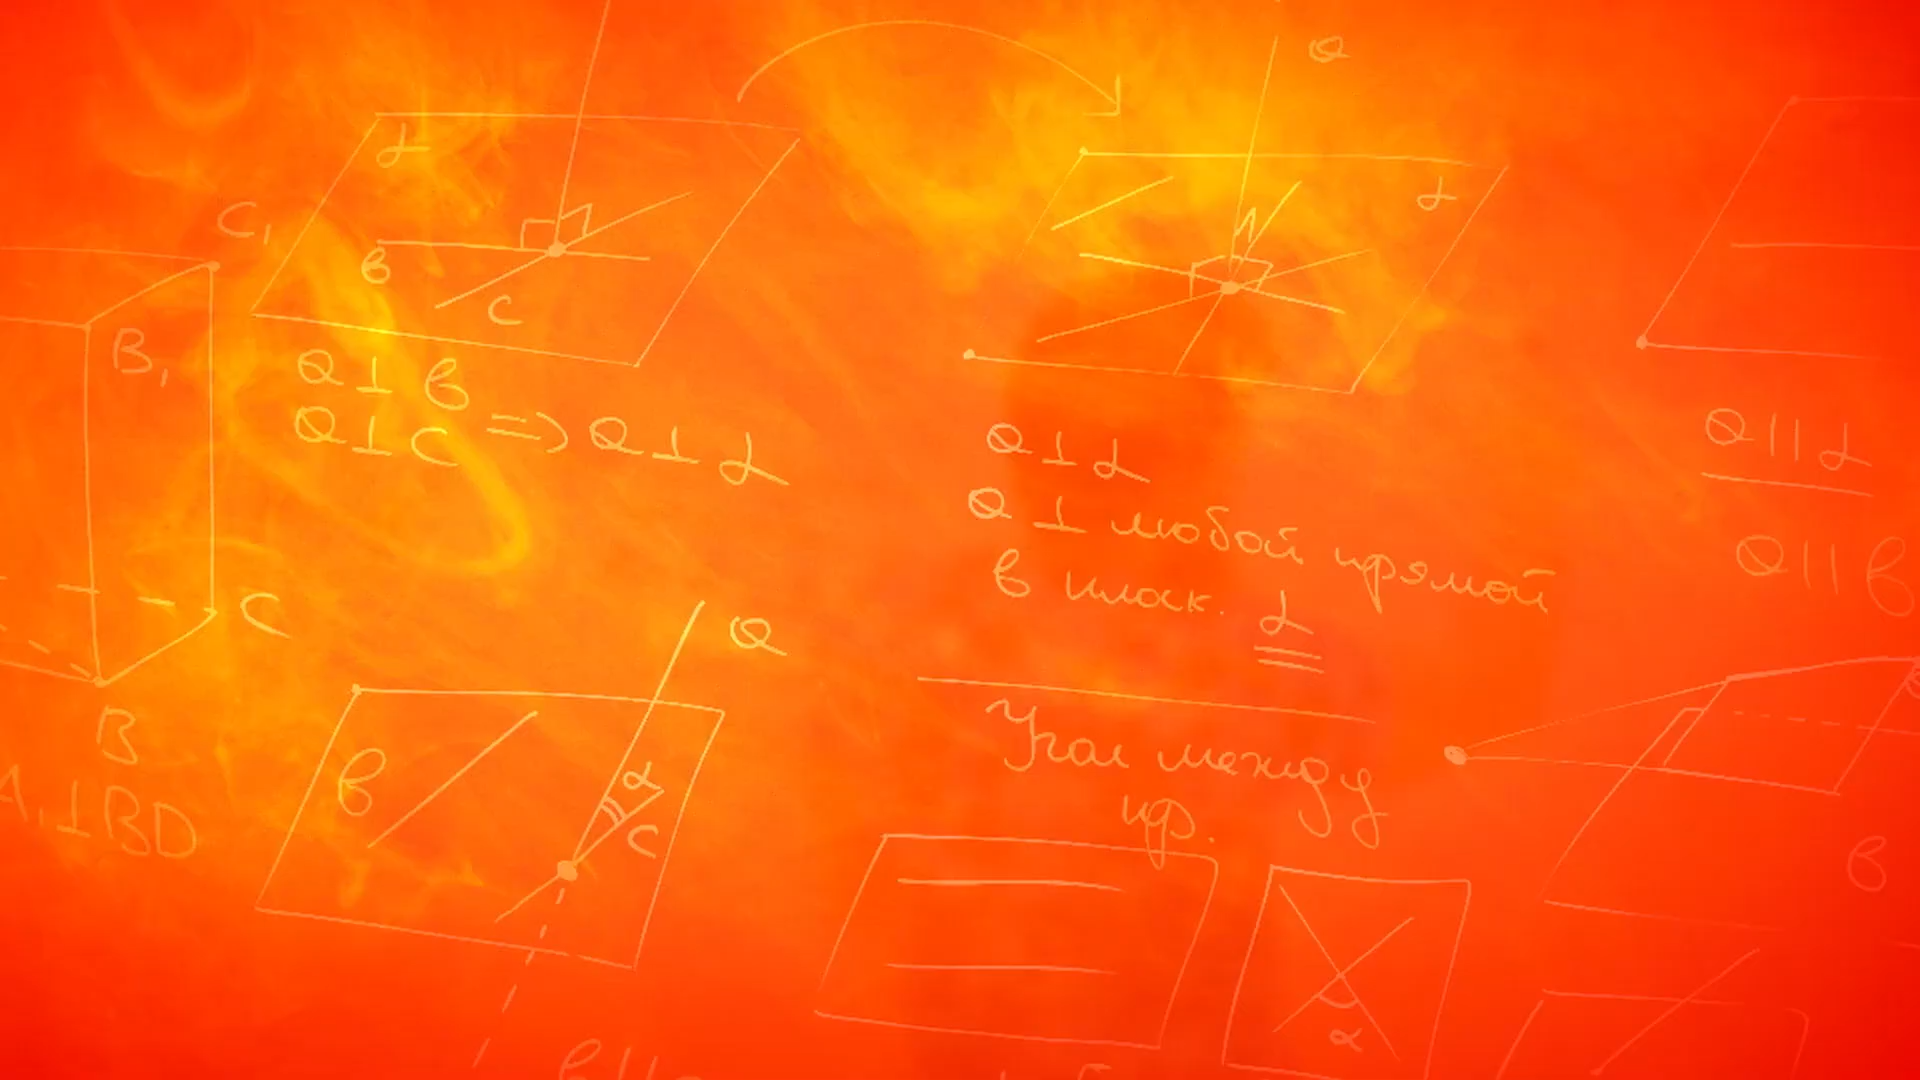 α
a
α
C₁
в
c
B₁
a ⊥ в
a ⊥ c ⇒ a ⊥ α
a ⊥ α
a ⊥ любой прямой
в плоск. α
a || α
a || в
C
a
B
A₁ ⊥ BD
в
α
c
Угол между
пр.
в
α